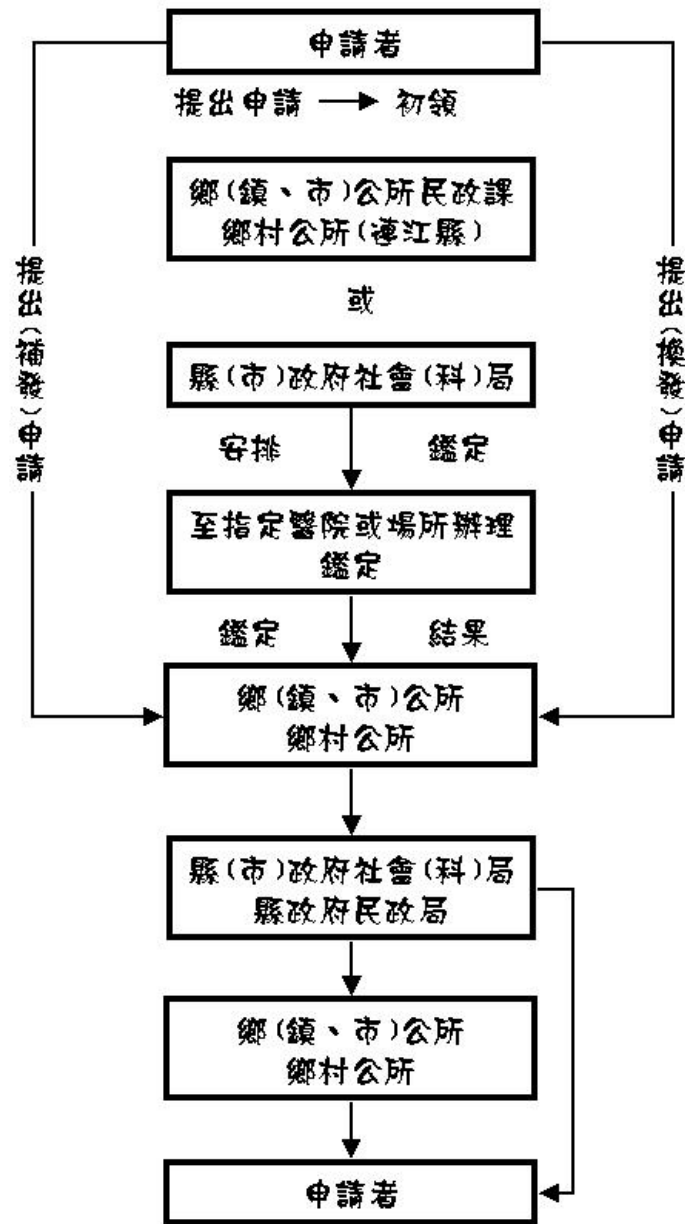 申請者
提出申請 → 初領
鄉(鎮、市)公所民政課
鄉村公所(連江縣)
或
縣(市)政府社會(科)局
安排 鑑定
至指定醫院或場所辦理
鑑定
鑑定 結果
鄉(鎮、市)公所
鄉村公所
縣(市)政府社會(科)局
縣政府民政局
鄉(鎮、市)公所
鄉村公所
申請者
提出(補發)申請
提出(換發)申請